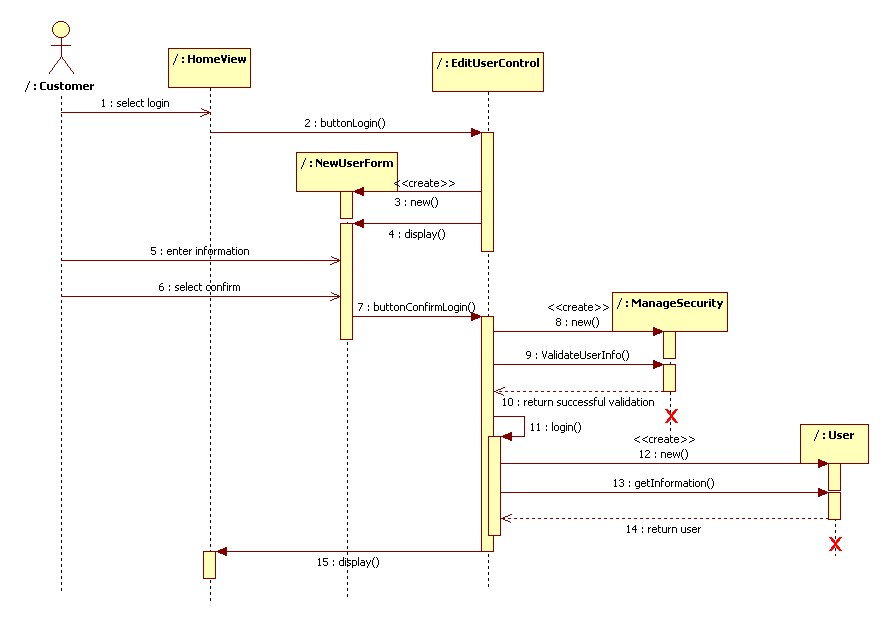 / : Customer
/ : HomeView
/ : EditUserControl
1 : select login
2 : buttonLogin()
/ : NewUserForm
<<create>>
3 : new()
4 : display()
5 : enter information
6 : select confirm
7 : buttonConfirmLogin()
<<create>>
/ : ManageSecurity
8 : new()
9 : ValidateUserInfo()
10 : return successful validation
X
11 : login()
<<create>>
/ : User
12 : new()
13 : getInformation()
14 : return user
X
15 : display()